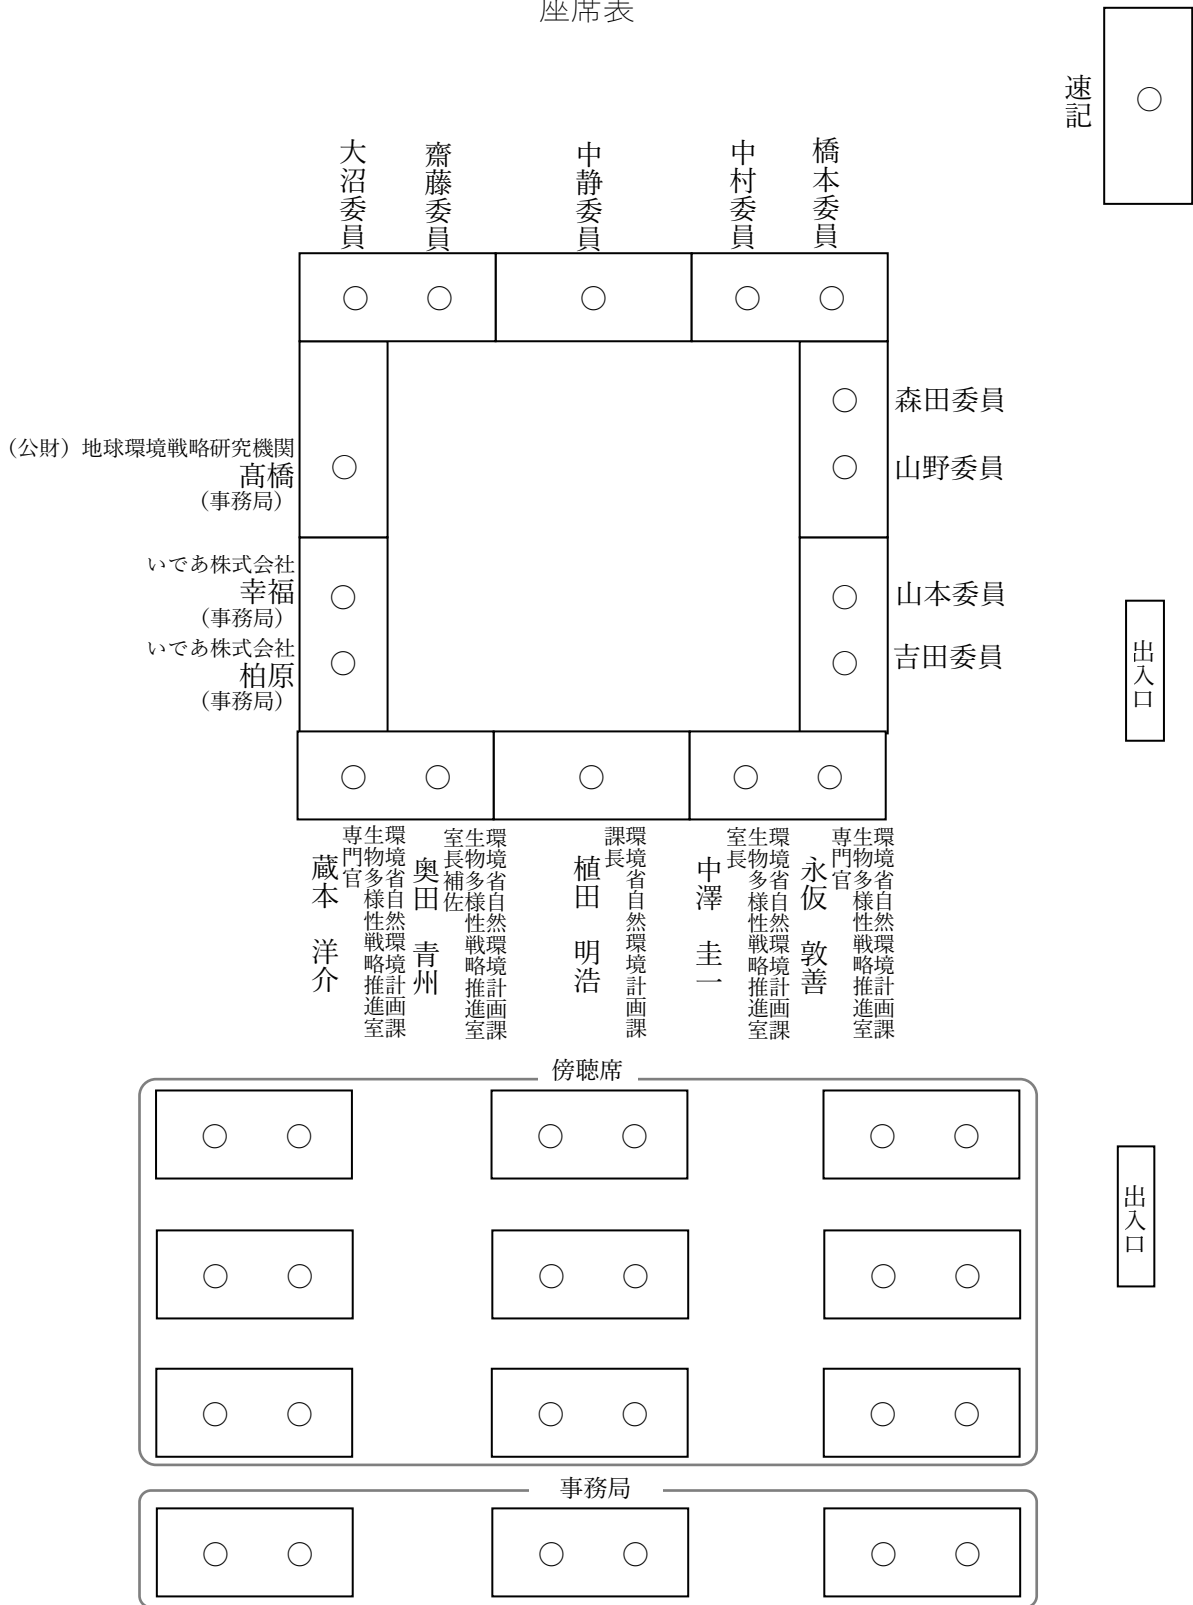 座席表
速記
大沼委員
齋藤委員
中静委員
中村委員
橋本委員
森田委員
山野委員
山本委員
吉田委員
（公財）地球環境戦略研究機関
髙橋
（事務局）
いであ株式会社
幸福
（事務局）
いであ株式会社
柏原
（事務局）
出入口
環境省自然環境計画課
生物多様性戦略推進室
専門官
蔵本　洋介
環境省自然環境計画課
生物多様性戦略推進室
室長補佐
奥田　青州
環境省自然環境計画課
課長
植田　明浩
環境省自然環境計画課
生物多様性戦略推進室
室長
中澤　圭一
環境省自然環境計画課
生物多様性戦略推進室
専門官
永仮　敦善
傍聴席
出入口
事務局